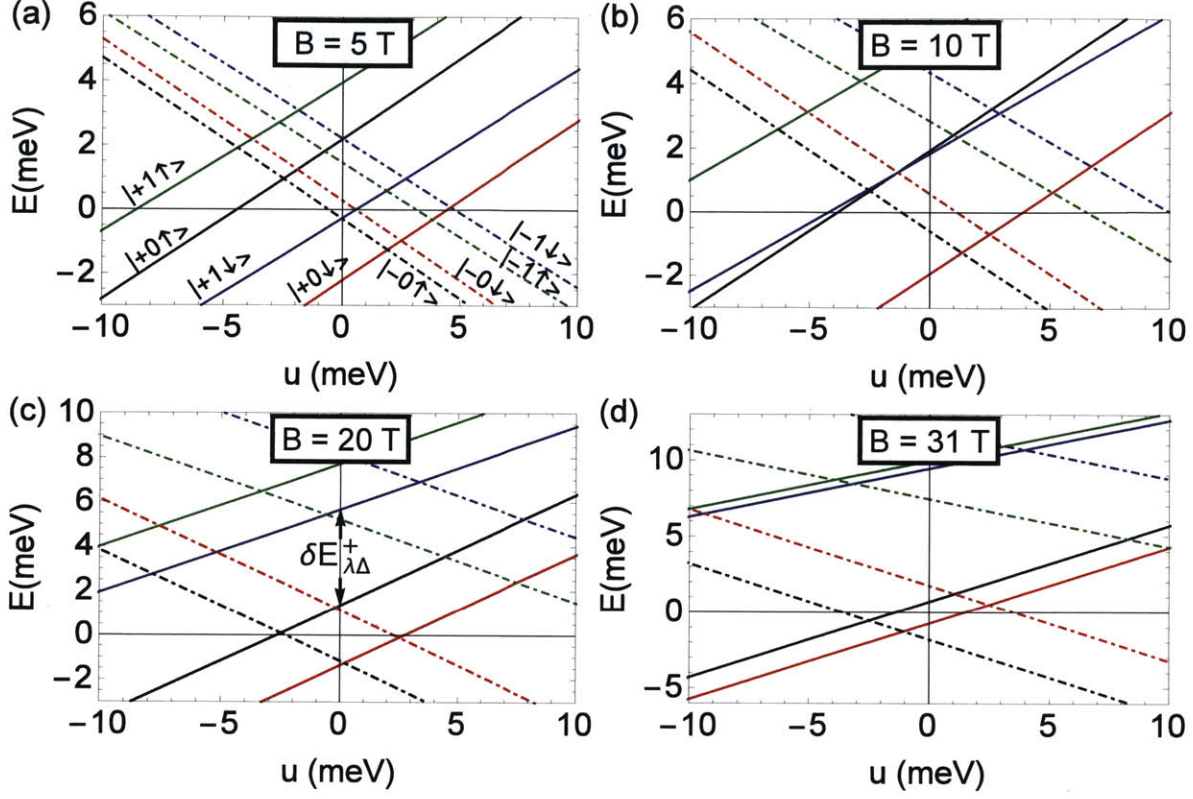 (a)
B = 5 T
E(meV)
6
4
2
0
−2
|+1↑>
|+0↑>
|+1↓>
|+0↓>
|−0↑>
|−0↓>
|−1↑>
|−1↓>
−10 −5 0 5 10
u (meV)
(b)
B = 10 T
E(meV)
6
4
2
0
−2
−10 −5 0 5 10
u (meV)
(c)
B = 20 T
E(meV)
10
8
6
4
2
0
−2
δE⁺λΔ
−10 −5 0 5 10
u (meV)
(d)
B = 31 T
E(meV)
10
5
0
−5
−10 −5 0 5 10
u (meV)